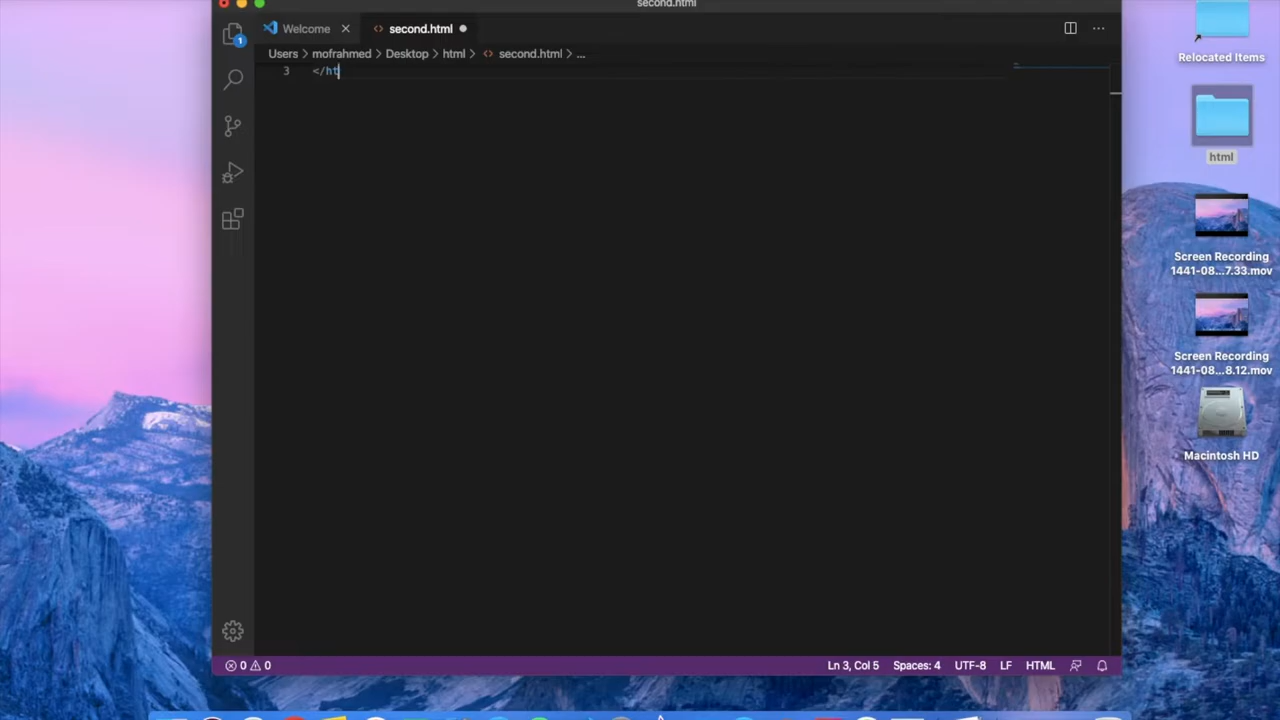 second.html
Welcome
second.html
Users > mofrahmed > Desktop > html > second.html > ...
3 </ht
0 0
Ln 3, Col 5 Spaces: 4 UTF-8 LF HTML
1
Relocated Items
html
Screen Recording
1441-08...7.33.mov
Screen Recording
1441-08...8.12.mov
Macintosh HD